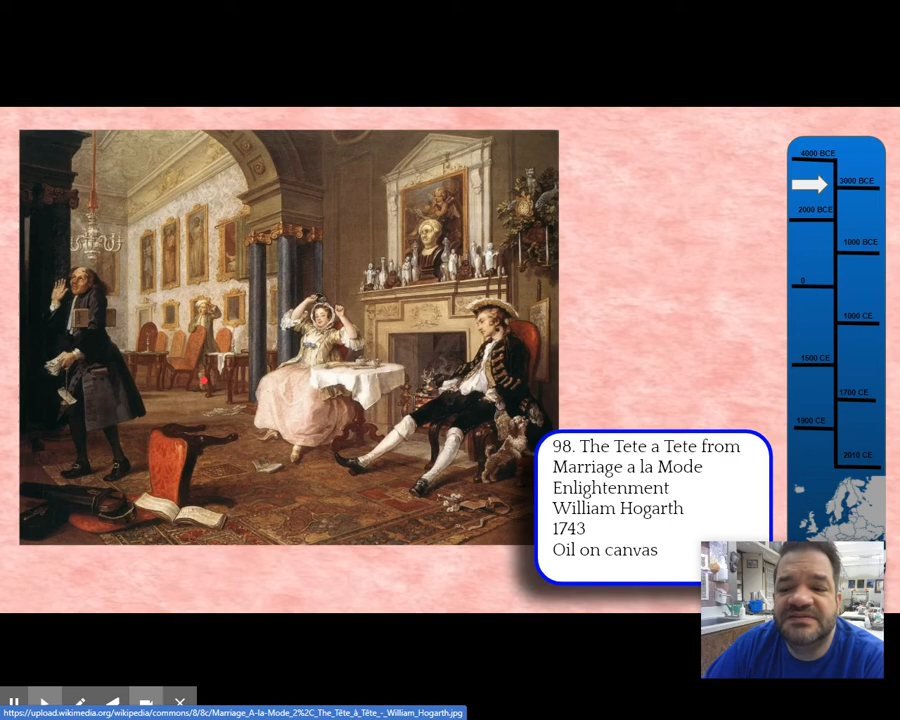 4000 BCE
3000 BCE
2000 BCE
1000 BCE
0
1000 CE
1500 CE
1700 CE
1900 CE
2010 CE
98. The Tete a Tete from
Marriage a la Mode
Enlightenment
William Hogarth
1743
Oil on canvas
https://upload.wikimedia.org/wikipedia/commons/8/8c/Marriage_A-la-Mode_2%2C_The_Tête_à_Tête_-_William_Hogarth.jpg